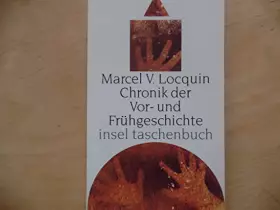 Marcel V. Locquin
Chronik der
Vor- und
Frühgeschichte
insel taschenbuch